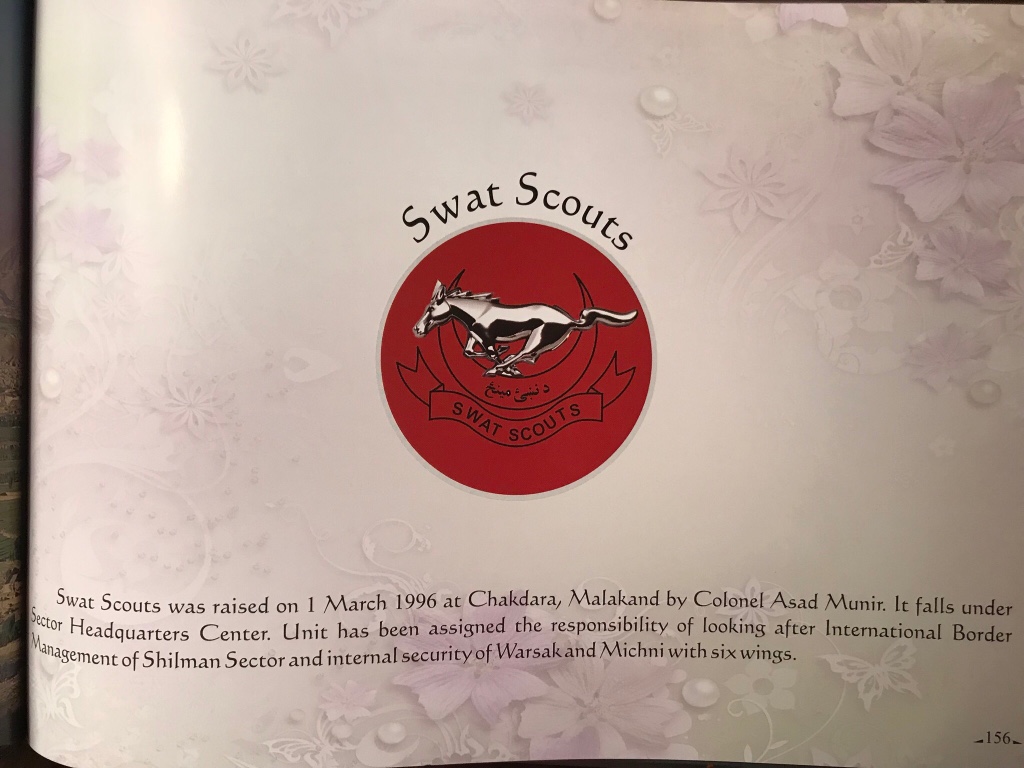 Swat Scouts
د ننګ مينځ
SWAT SCOUTS
Swat Scouts was raised on 1 March 1996 at Chakdara, Malakand by Colonel Asad Munir. It falls under
Sector Headquarters Center. Unit has been assigned the responsibility of looking after International Border
Management of Shilman Sector and internal security of Warsak and Michni with six wings.
156